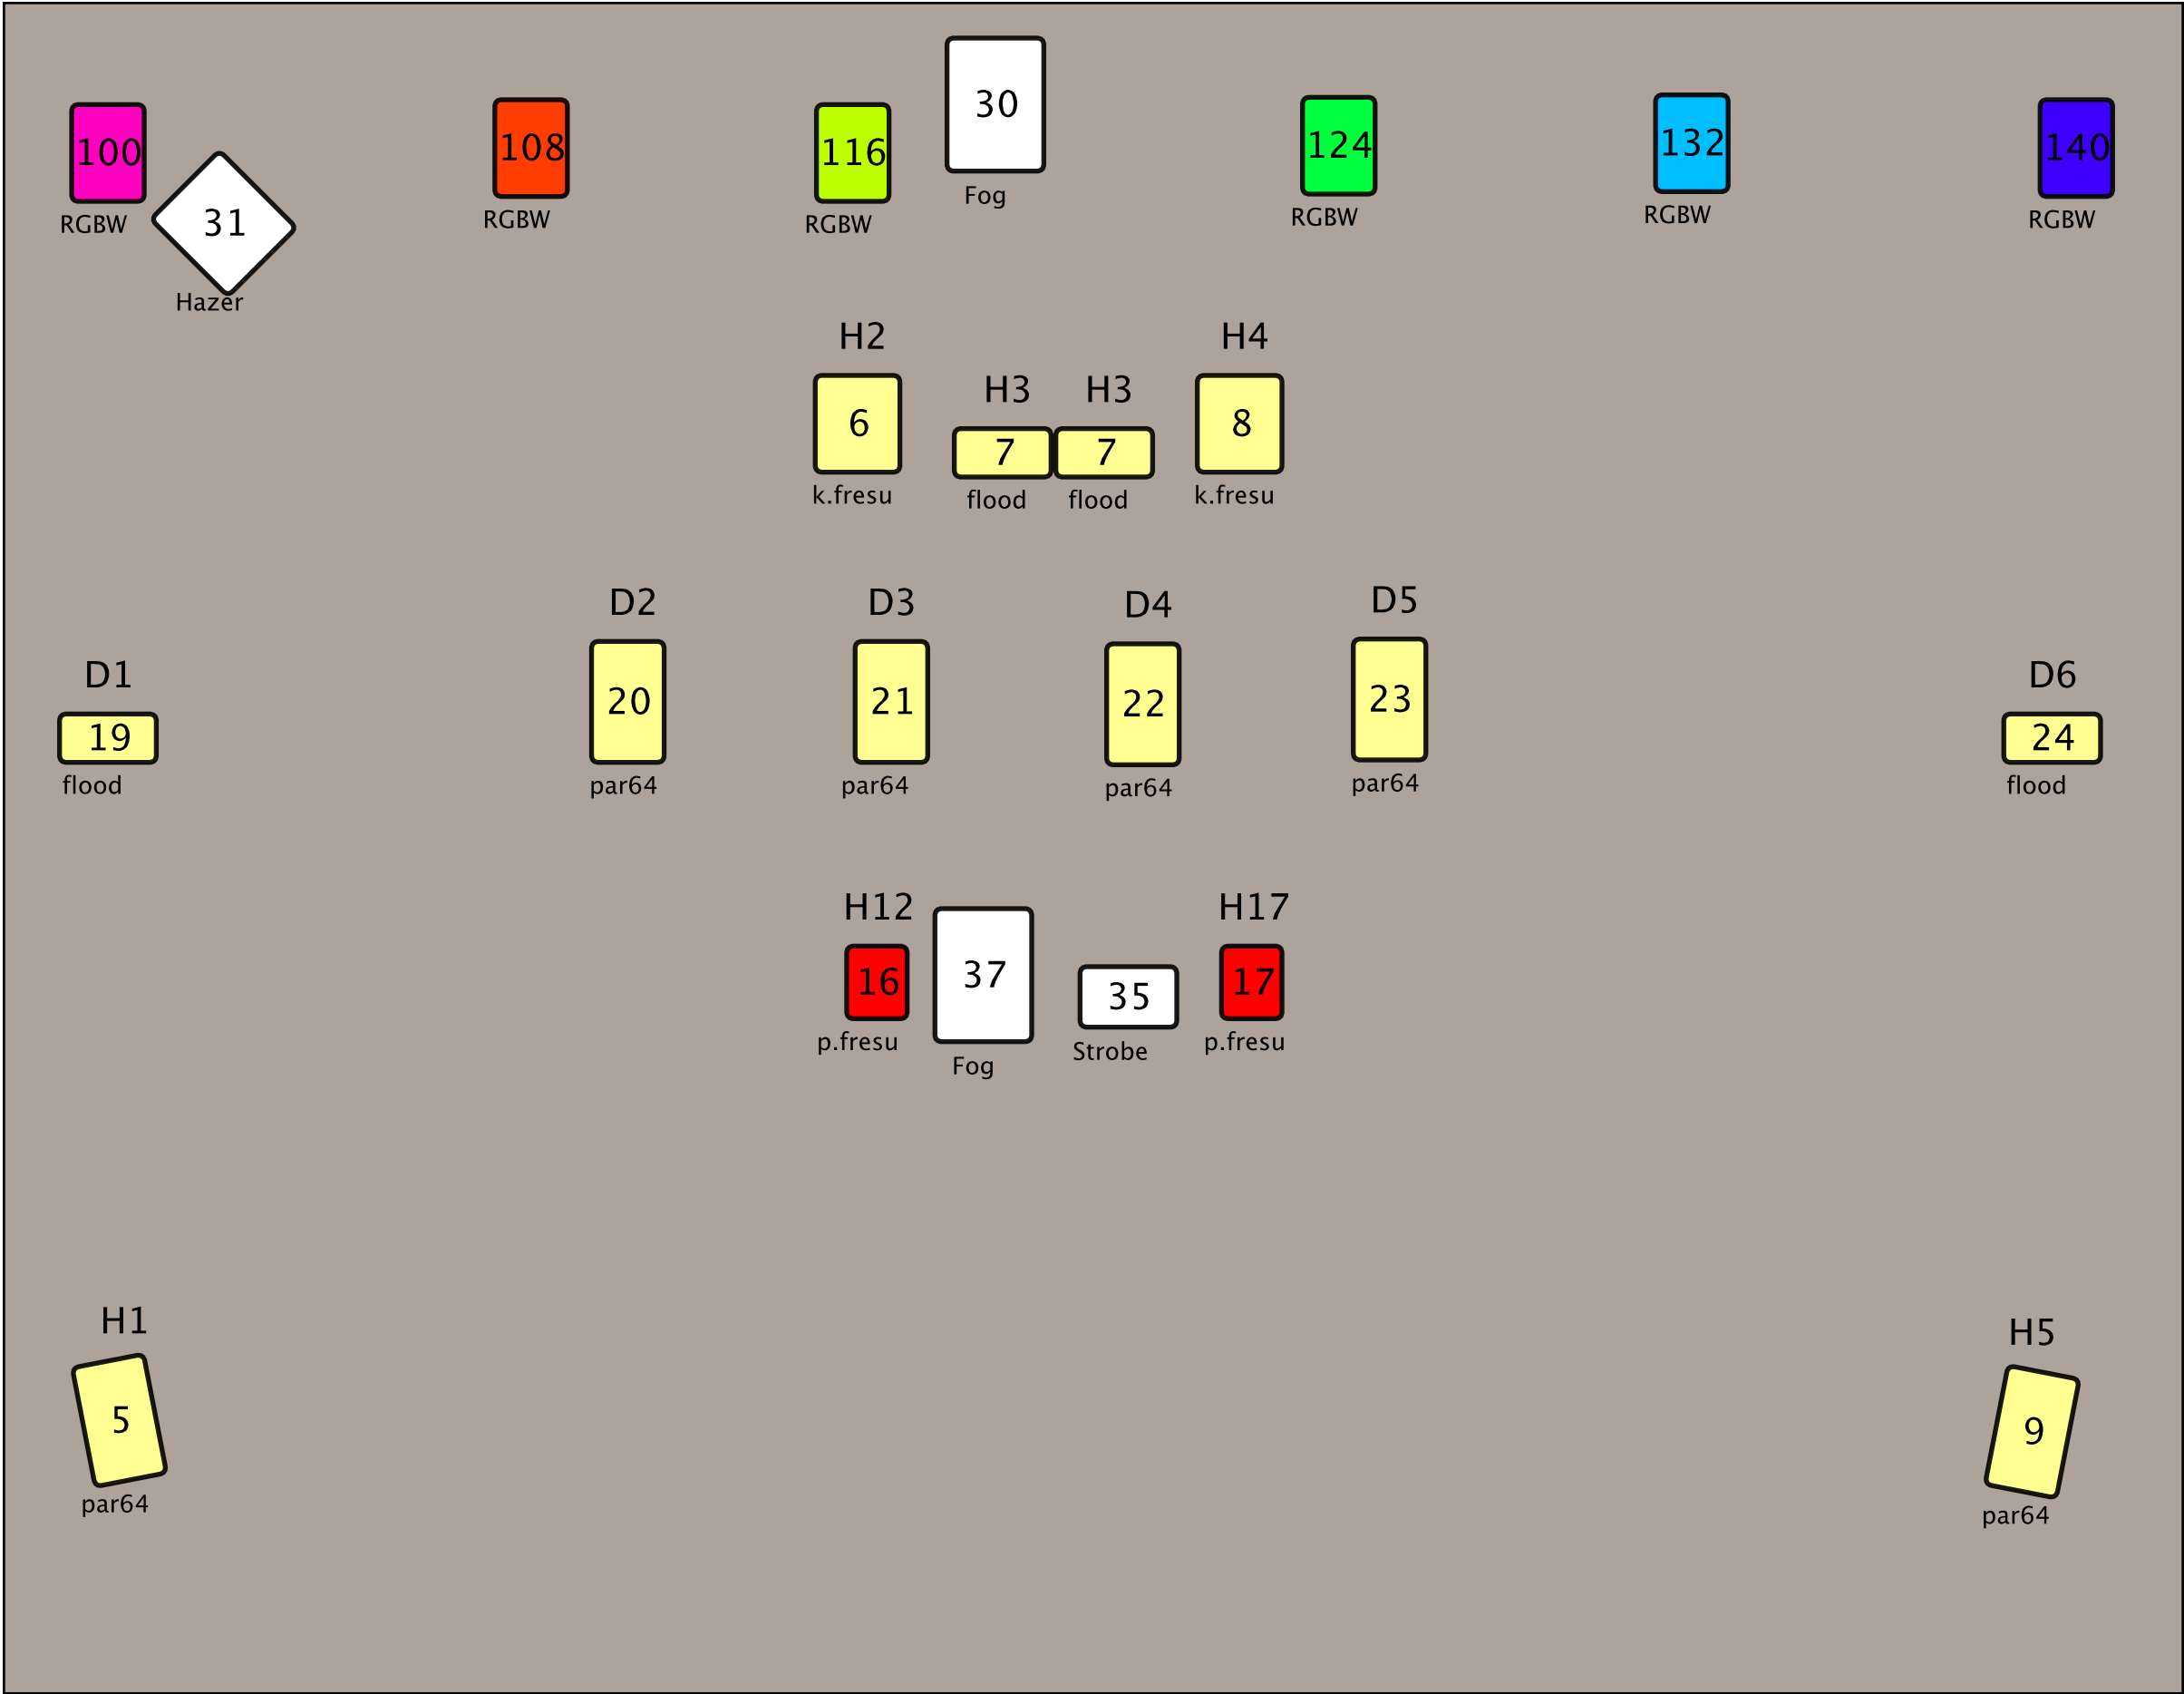 30
100
108
116
124
132
140
RGBW
31
Hazer
RGBW
RGBW
Fog
RGBW
RGBW
RGBW
H2
H3
H3
H4
6
7
7
8
k.fresu
flood
flood
k.fresu
D1
D2
D3
D4
D5
D6
19
20
21
22
23
24
flood
par64
par64
par64
par64
flood
H12
H17
16
37
35
17
p.fresu
Fog
Strobe
p.fresu
H1
H5
5
9
par64
par64